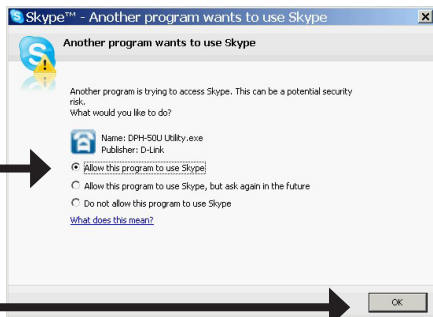 Skype™ - Another program wants to use Skype
Another program wants to use Skype
Another program is trying to access Skype. This can be a potential security
risk.
What would you like to do?
Name: DPH-50U Utility.exe
Publisher: D-Link
Allow this program to use Skype
Allow this program to use Skype, but ask again in the future
Do not allow this program to use Skype
What does this mean?
OK